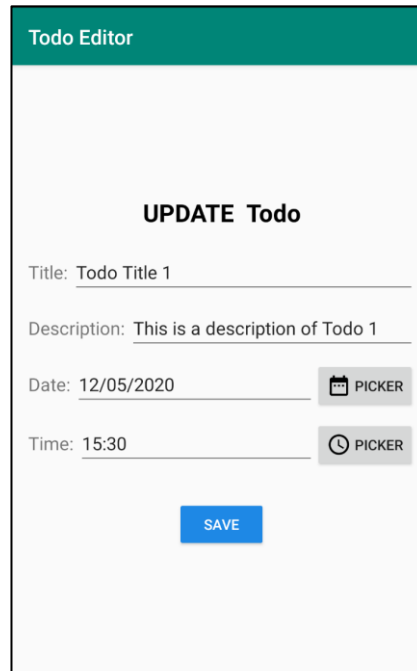 Todo Editor
UPDATE Todo
Title: Todo Title 1
Description: This is a description of Todo 1
Date: 12/05/2020 PICKER
Time: 15:30 PICKER
SAVE